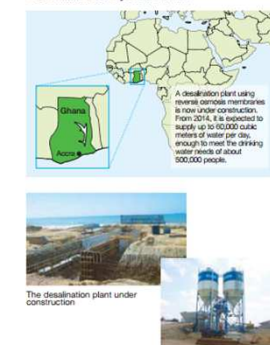 Ghana
Accra
A desalination plant using
reverse osmosis membranes
is now under construction.
From 2014, it is expected to
supply up to 60,000 cubic
meters of water per day,
enough to meet the drinking
water needs of about
500,000 people.
The desalination plant under
construction